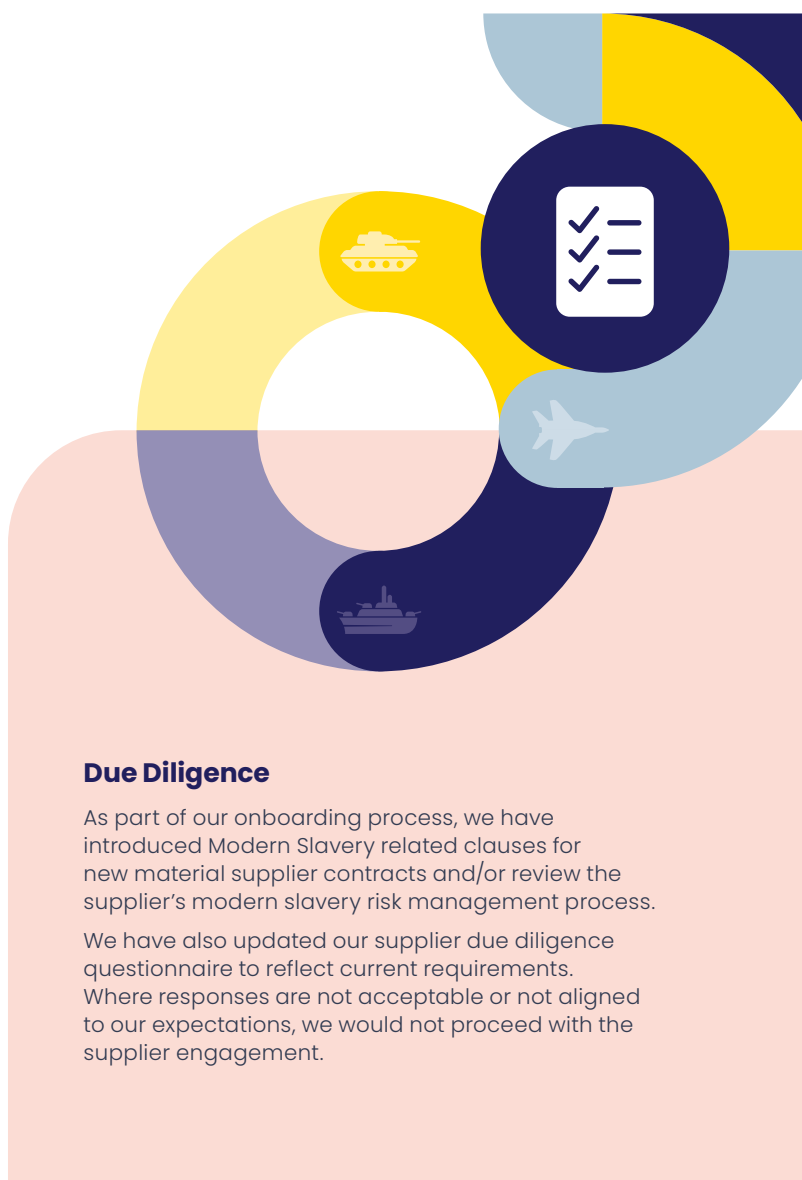 Due Diligence
As part of our onboarding process, we have
introduced Modern Slavery related clauses for
new material supplier contracts and/or review the
supplier's modern slavery risk management process.
We have also updated our supplier due diligence
questionnaire to reflect current requirements.
Where responses are not acceptable or not aligned
to our expectations, we would not proceed with the
supplier engagement.